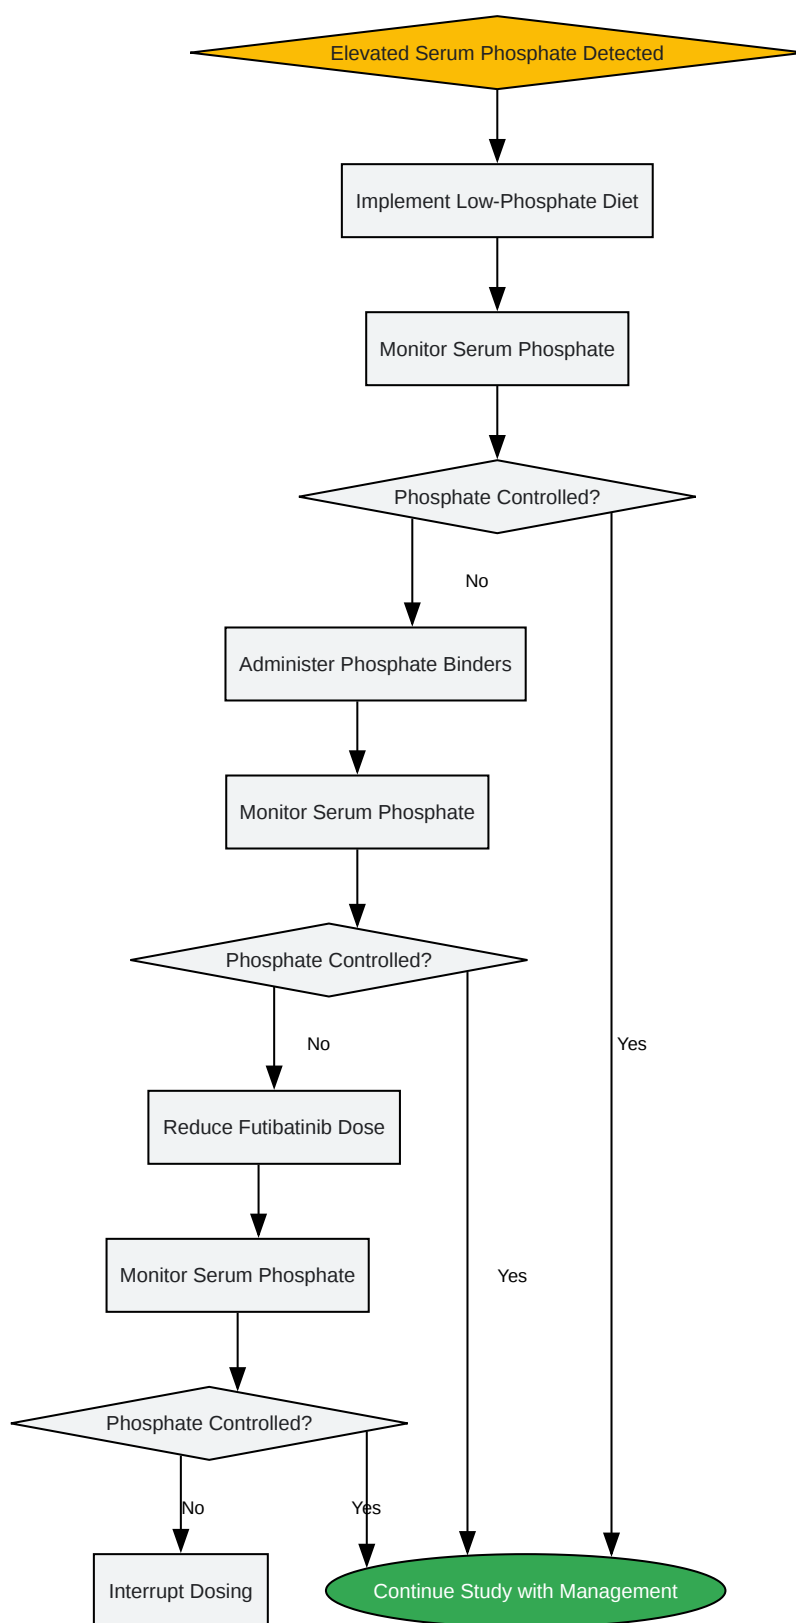 Elevated Serum Phosphate Detected
Implement Low-Phosphate Diet
Monitor Serum Phosphate
Phosphate Controlled?
No
Administer Phosphate Binders
Monitor Serum Phosphate
Phosphate Controlled?
No
Yes
Reduce Futibatinib Dose
Monitor Serum Phosphate
Yes
Phosphate Controlled?
No
Yes
Interrupt Dosing
Continue Study with Management